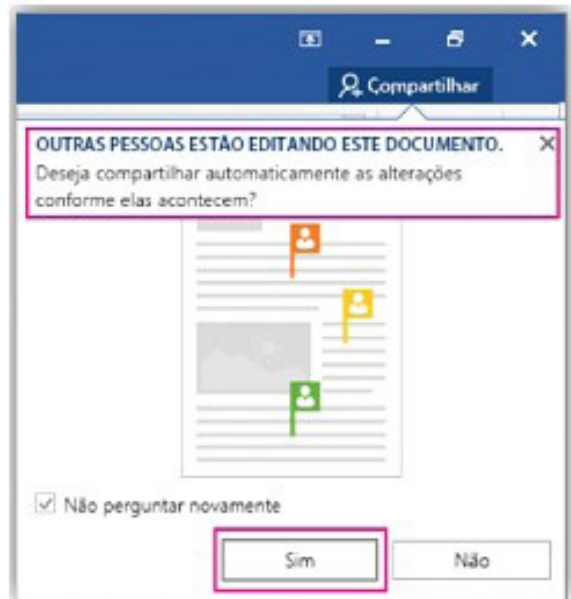 Compartilhar
OUTRAS PESSOAS ESTÃO EDITANDO ESTE DOCUMENTO.
Deseja compartilhar automaticamente as alterações
conforme elas acontecem?
Não perguntar novamente
Sim Não